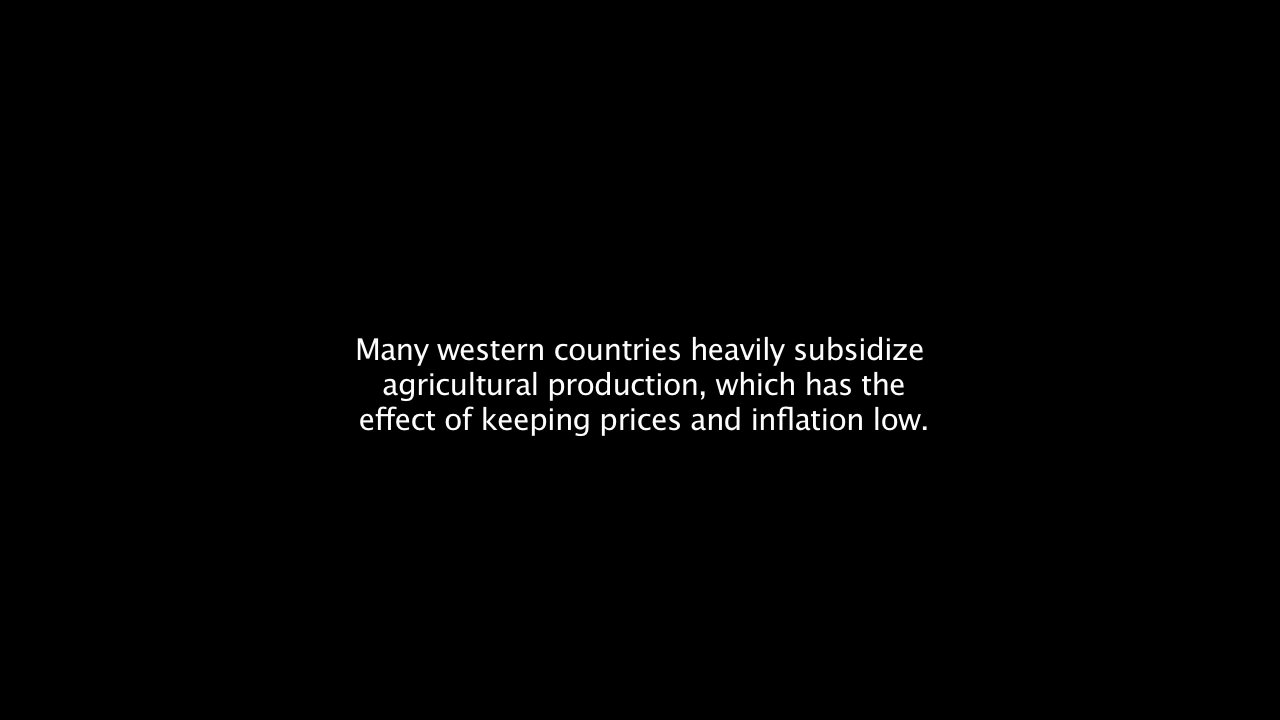 Many western countries heavily subsidize
agricultural production, which has the
effect of keeping prices and inflation low.